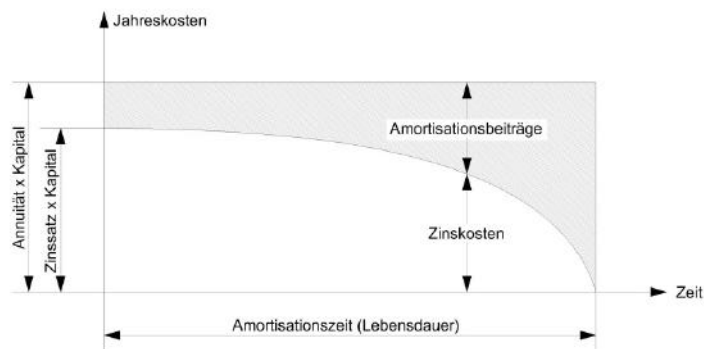 Jahreskosten
Annuität x Kapital
Zinssatz x Kapital
Amortisationsbeiträge
Zinskosten
Zeit
Amortisationszeit (Lebensdauer)